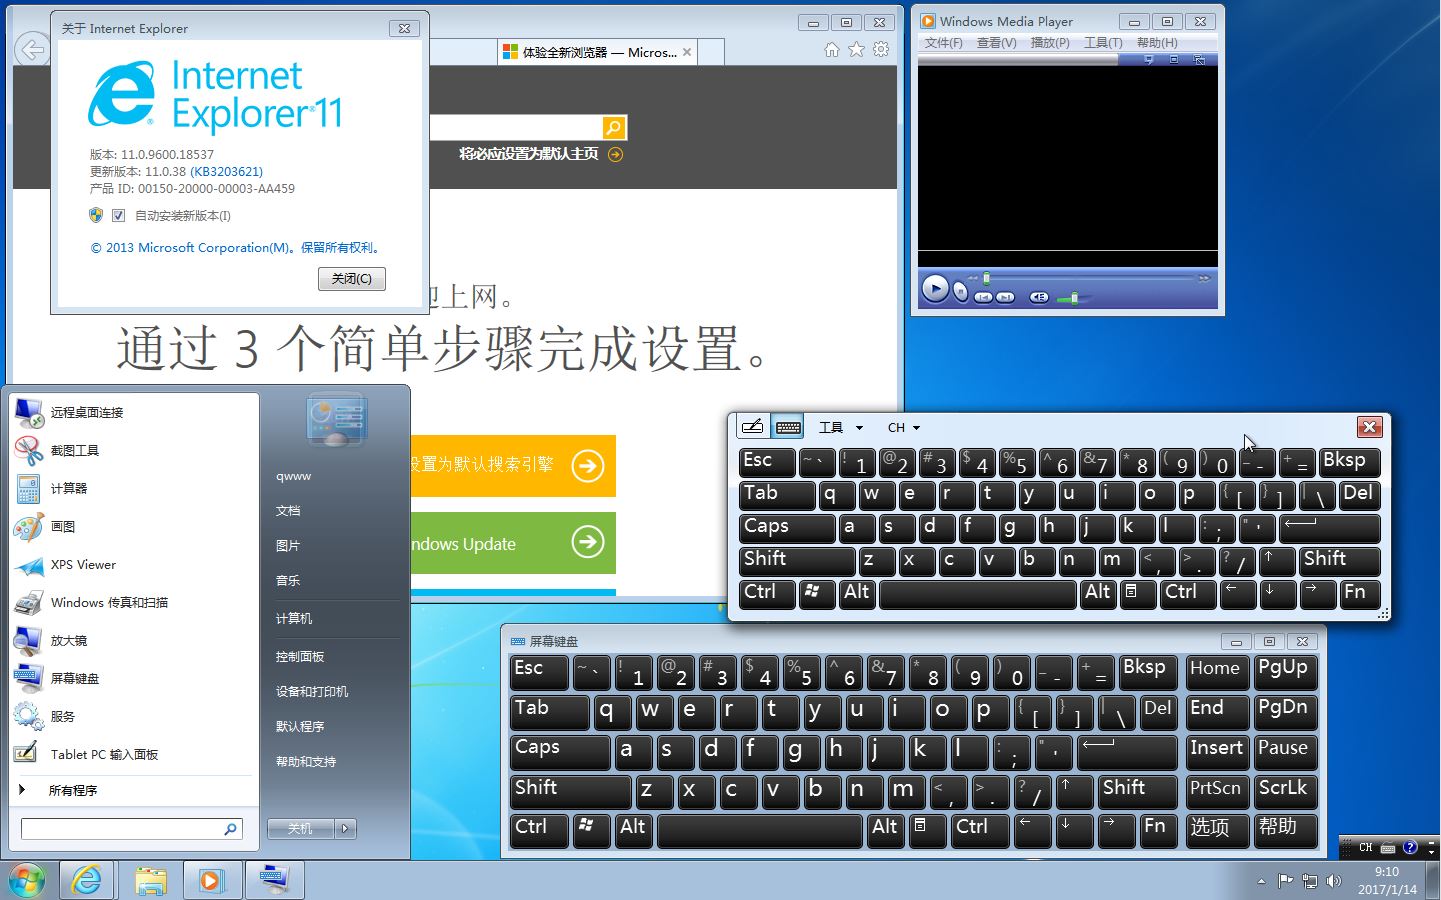 关于 Internet Explorer
Internet
Explorer 11
版本: 11.0.9600.18537
更新版本: 11.0.38 (KB3203621)
产品 ID: 00150-20000-00003-AA459
自动安装新版本(I)
© 2013 Microsoft Corporation(M)。保留所有权利。
关闭(C)
体验全新浏览器 — Micros...
将必应设置为默认主页
迎上网。
通过 3 个简单步骤完成设置。
设置为默认搜索引擎
ndows Update
Windows Media Player
文件(F) 查看(V) 播放(P) 工具(T) 帮助(H)
远程桌面连接
截图工具
计算器
画图
XPS Viewer
Windows 传真和扫描
放大镜
屏幕键盘
服务
Tablet PC 输入面板
所有程序
qwww
文档
图片
音乐
计算机
控制面板
设备和打印机
默认程序
帮助和支持
关机
工具 CH
Esc ~ ` ! 1 @ 2 # 3 $ 4 % 5 ^ 6 & 7 * 8 ( 9 ) 0 _ - + = Bksp
Tab q w e r t y u i o p { [ } ] | \ Del
Caps a s d f g h j k l : ; " '
Shift z x c v b n m < , > . ? / ↑ Shift
Ctrl Alt Alt Ctrl ← ↓ → Fn
屏幕键盘
Esc ~ ` ! 1 @ 2 # 3 $ 4 % 5 ^ 6 & 7 * 8 ( 9 ) 0 _ - + = Bksp Home PgUp
Tab q w e r t y u i o p { [ } ] | \ Del End PgDn
Caps a s d f g h j k l : ; " ' Insert Pause
Shift z x c v b n m < , > . ? / ↑ Shift PrtScn ScrLk
Ctrl Alt Alt Ctrl ← ↓ → Fn 选项 帮助
CH
9:10
2017/1/14